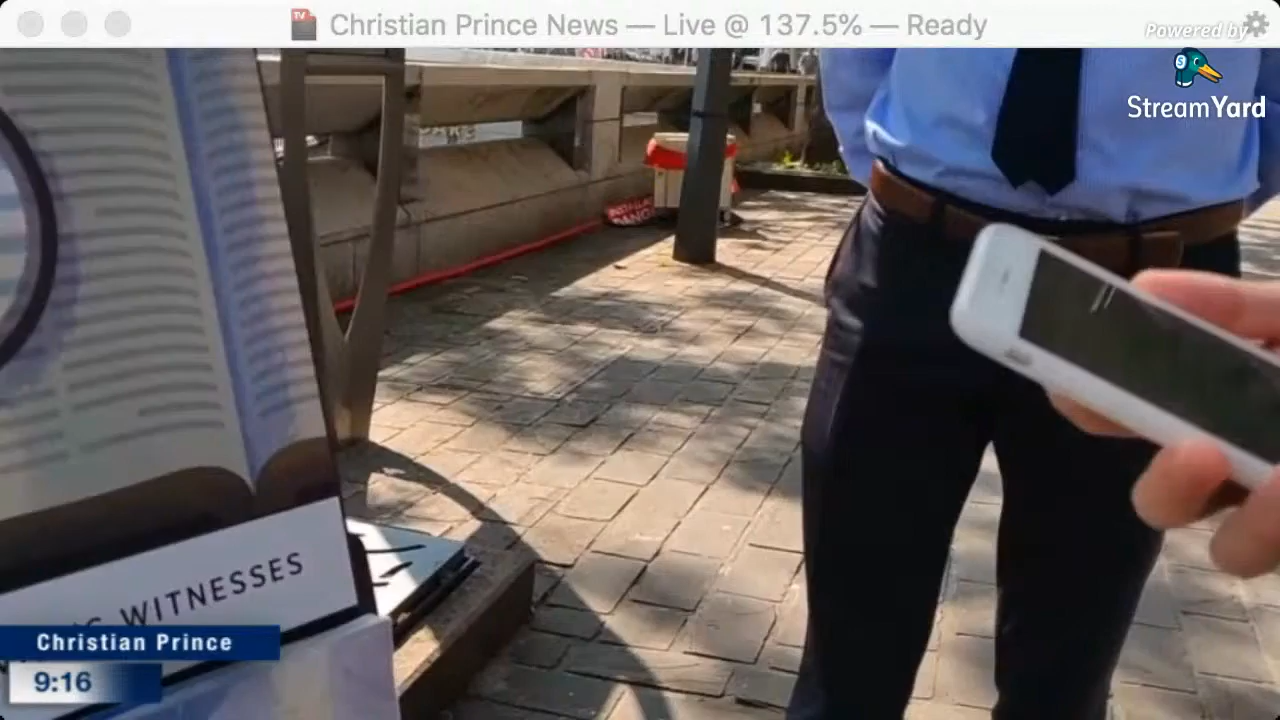 Christian Prince News — Live @ 137.5% — Ready
Powered by
StreamYard
WITNESSES
Christian Prince
9:16